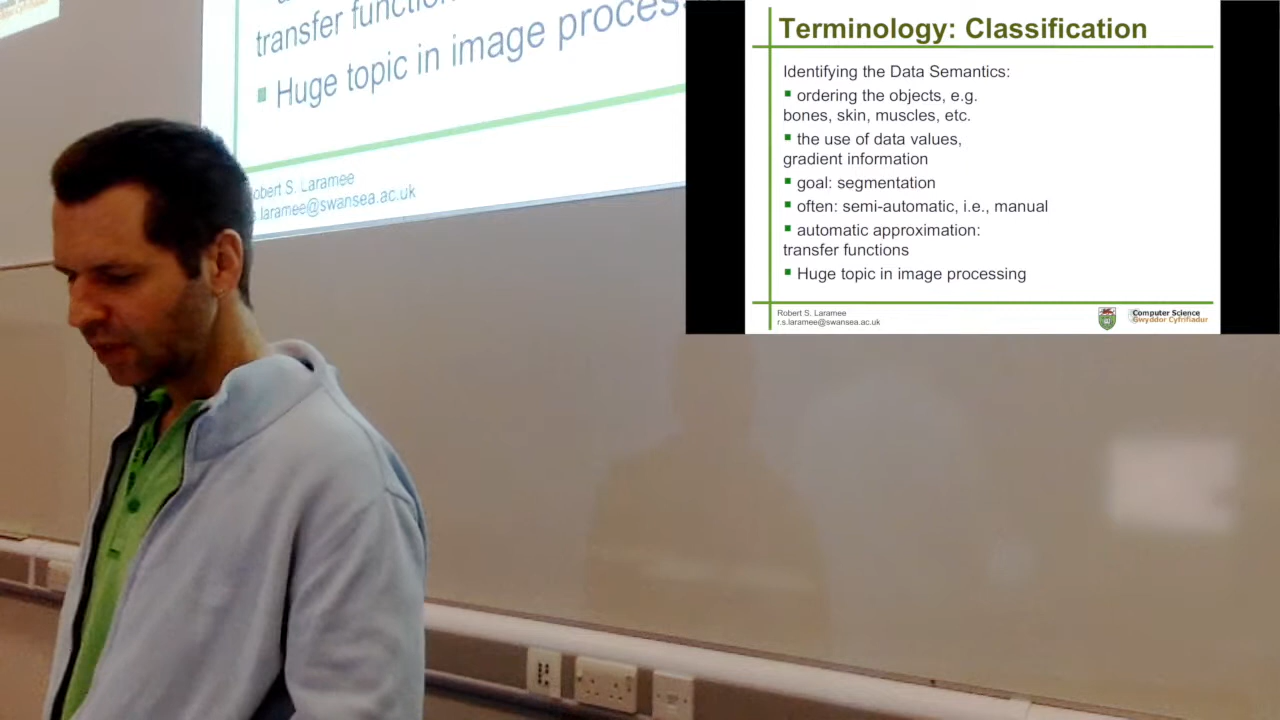 transfer function
Huge topic in image process
obert S. Laramee
s.laramee@swansea.ac.uk
Terminology: Classification
Identifying the Data Semantics:
ordering the objects, e.g.
bones, skin, muscles, etc.
the use of data values,
gradient information
goal: segmentation
often: semi-automatic, i.e., manual
automatic approximation:
transfer functions
Huge topic in image processing
Robert S. Laramee
r.s.laramee@swansea.ac.uk
Computer Science
Gwyddor Cyfrifiadur